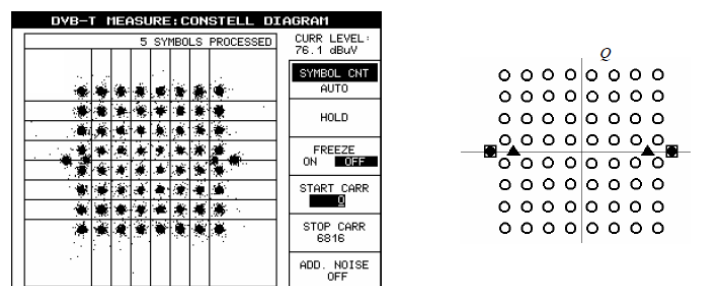 DVB-T MEASURE:CONSTELL DIAGRAM
5 SYMBOLS PROCESSED
CURR LEVEL:
76.1 dBuV
SYMBOL CNT
AUTO
HOLD
FREEZE
ON OFF
START CARR
0
STOP CARR
6816
ADD. NOISE
OFF
Q